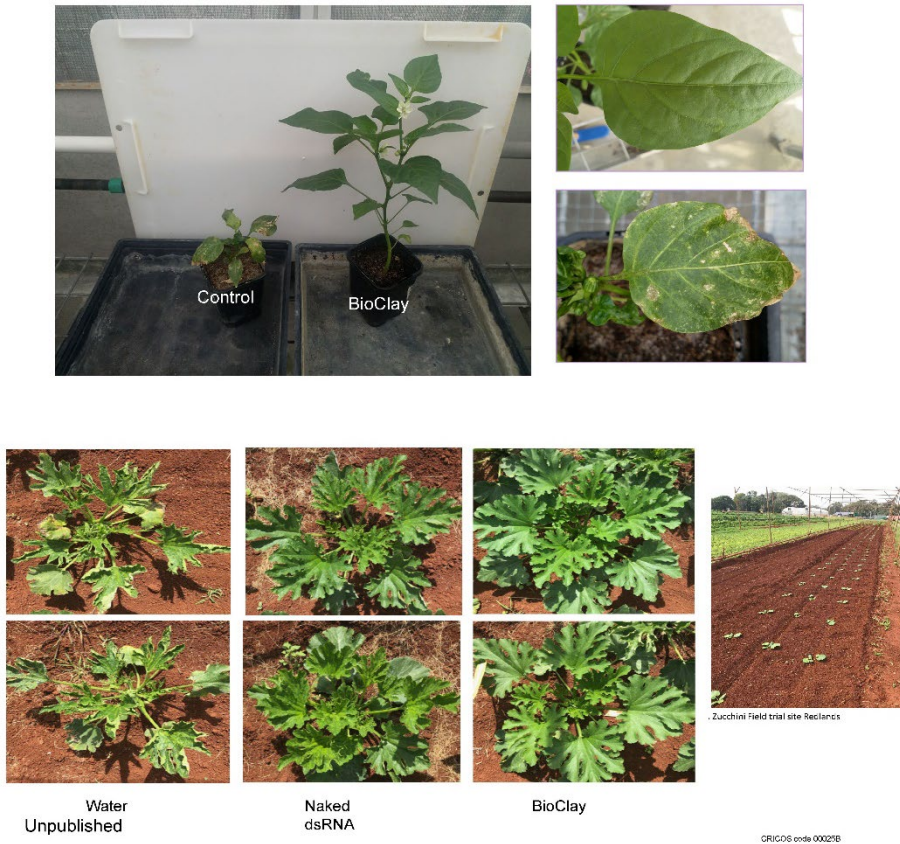 Control
BioClay
. Zucchini Field trial site Redlands
Water
Naked
BioClay
Unpublished
dsRNA
CRICOS code 00025B